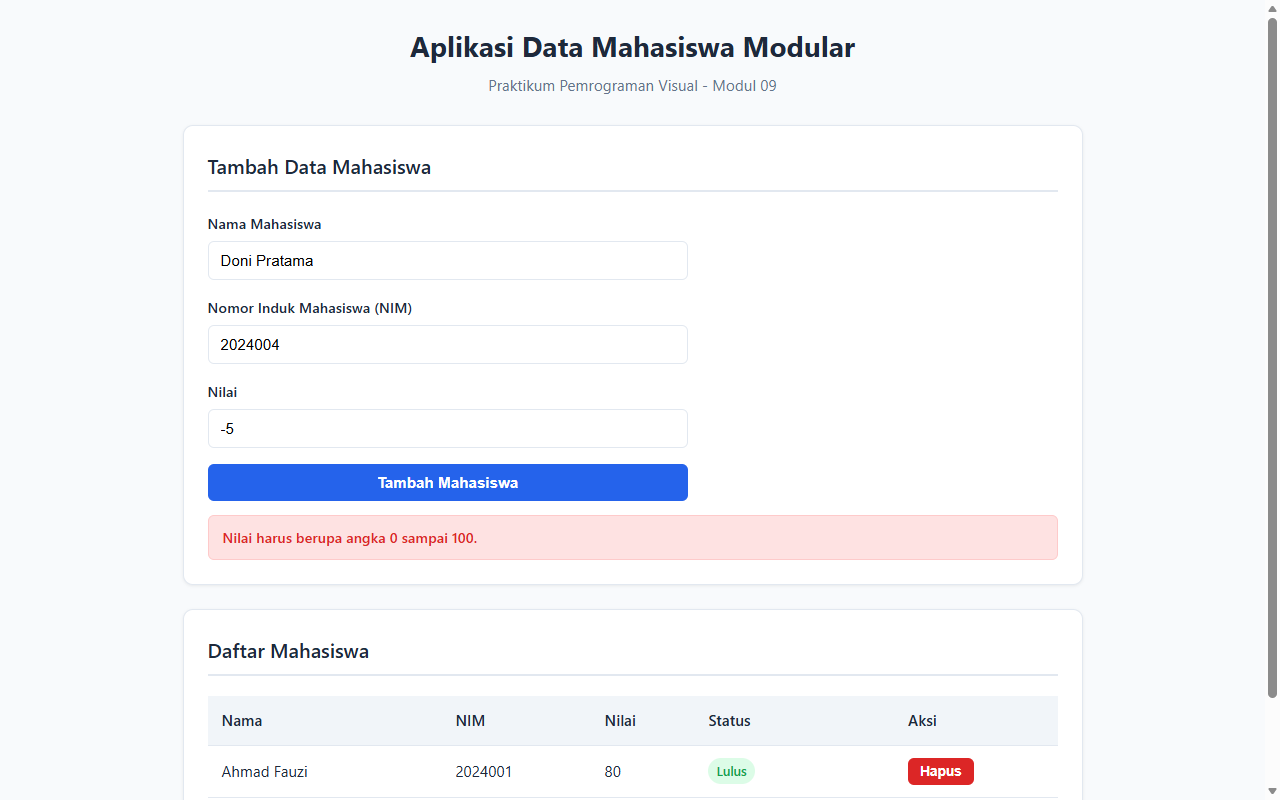 Aplikasi Data Mahasiswa Modular
Praktikum Pemrograman Visual - Modul 09
Tambah Data Mahasiswa
Nama Mahasiswa
Doni Pratama
Nomor Induk Mahasiswa (NIM)
2024004
Nilai
-5
Tambah Mahasiswa
Nilai harus berupa angka 0 sampai 100.
Daftar Mahasiswa
Nama NIM Nilai Status Aksi
Ahmad Fauzi 2024001 80 Lulus Hapus